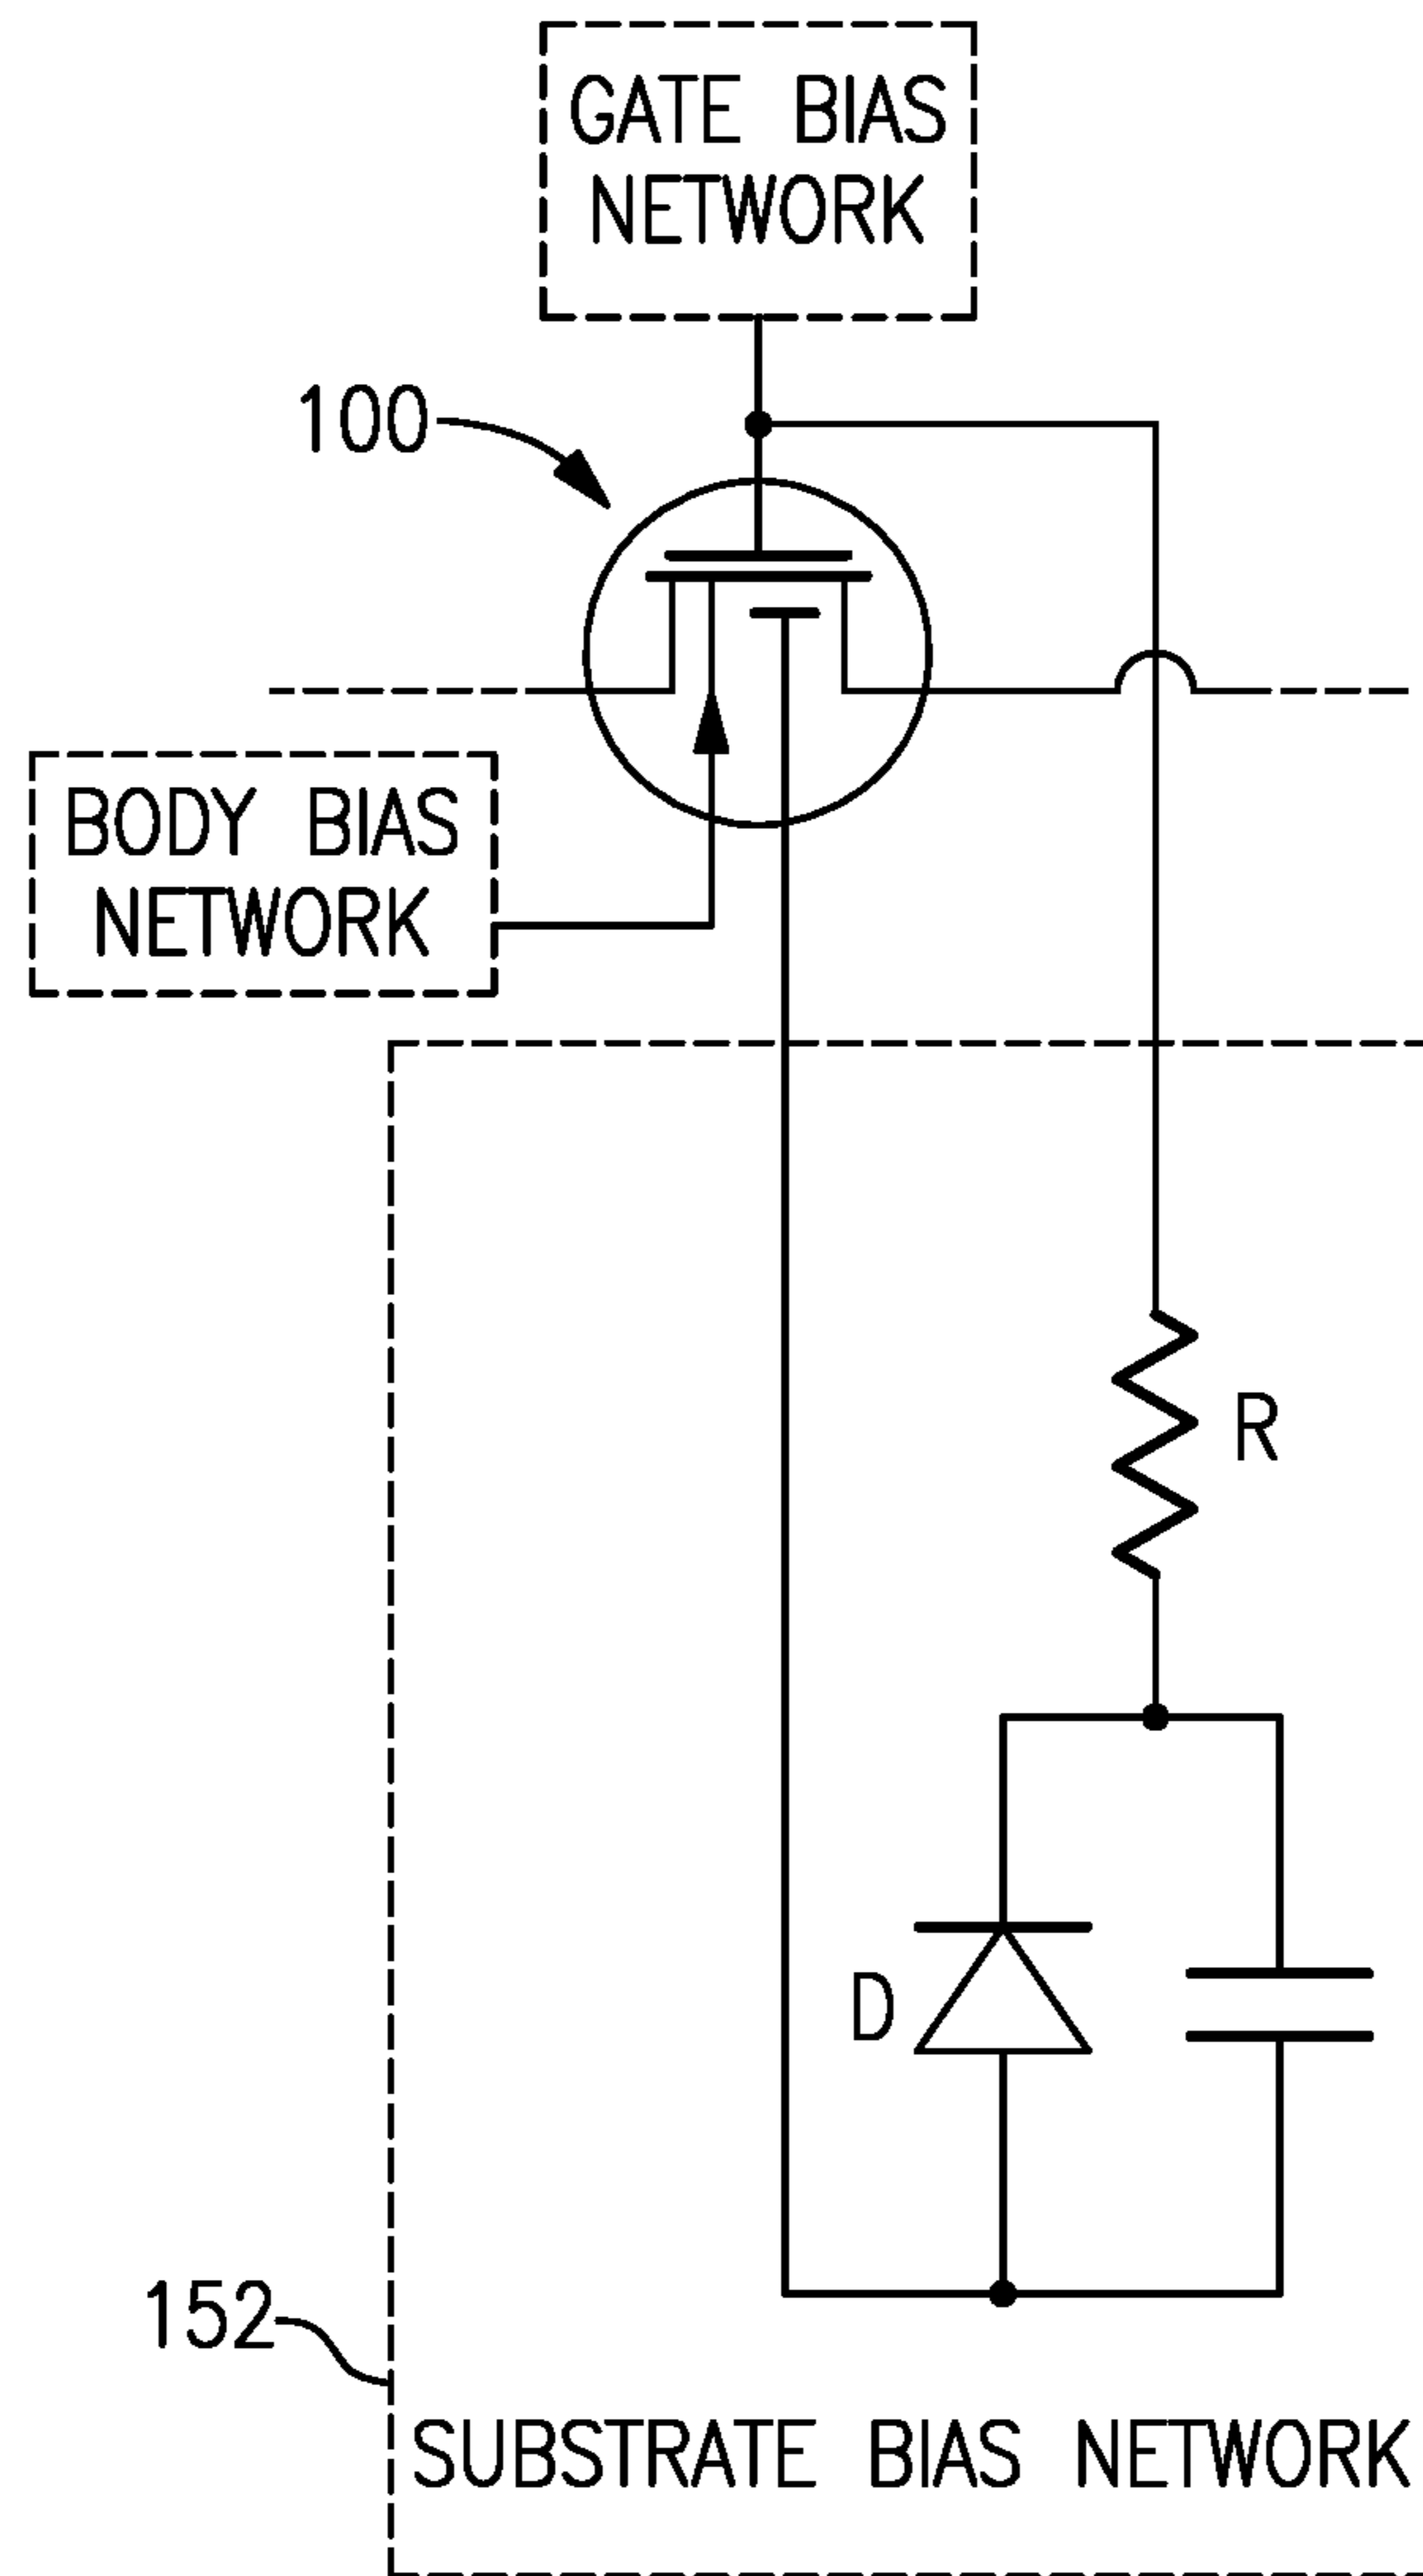 GATE BIAS
NETWORK
100
BODY BIAS
NETWORK
R
D
152
SUBSTRATE BIAS NETWORK